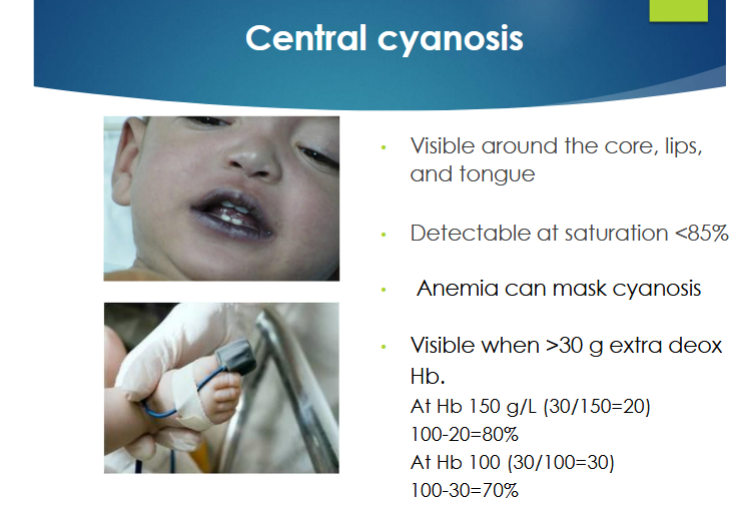 Central cyanosis
Visible around the core, lips,
and tongue
Detectable at saturation <85%
Anemia can mask cyanosis
Visible when >30 g extra deox
Hb.
At Hb 150 g/L (30/150=20)
100-20=80%
At Hb 100 (30/100=30)
100-30=70%